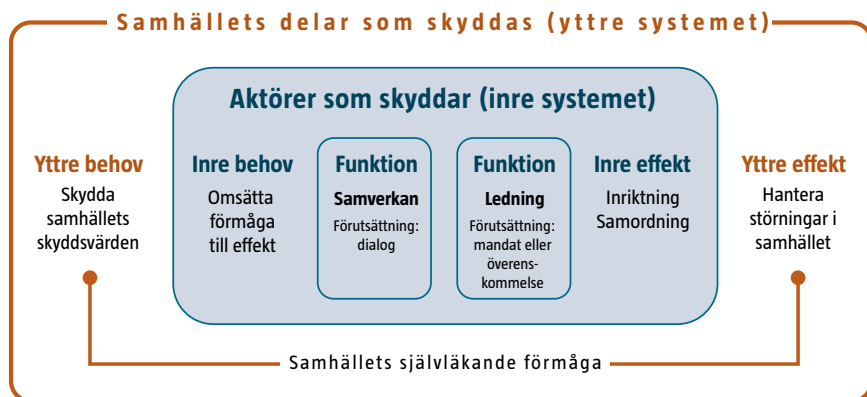 Samhällets delar som skyddas (yttre systemet)
Aktörer som skyddar (inre systemet)
Yttre behov
Skydda
samhällets
skyddsvärden
Inre behov
Omsätta
förmåga
till effekt
Funktion
Samverkan
Förutsättning:
dialog
Funktion
Ledning
Förutsättning:
mandat eller
överens-
kommelse
Inre effekt
Inriktning
Samordning
Yttre effekt
Hantera
störningar i
samhället
Samhällets självläkande förmåga